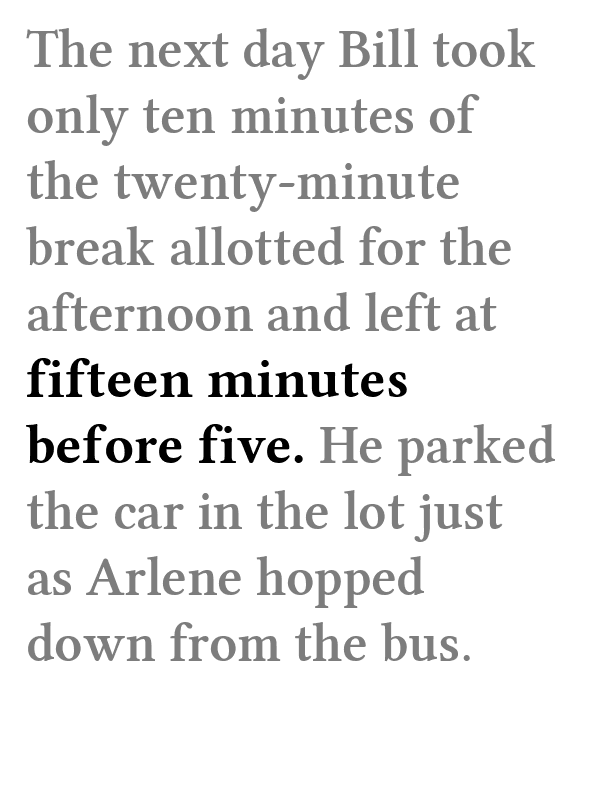 The next day Bill took
only ten minutes of
the twenty-minute
break allotted for the
afternoon and left at
fifteen minutes
before five. He parked
the car in the lot just
as Arlene hopped
down from the bus.